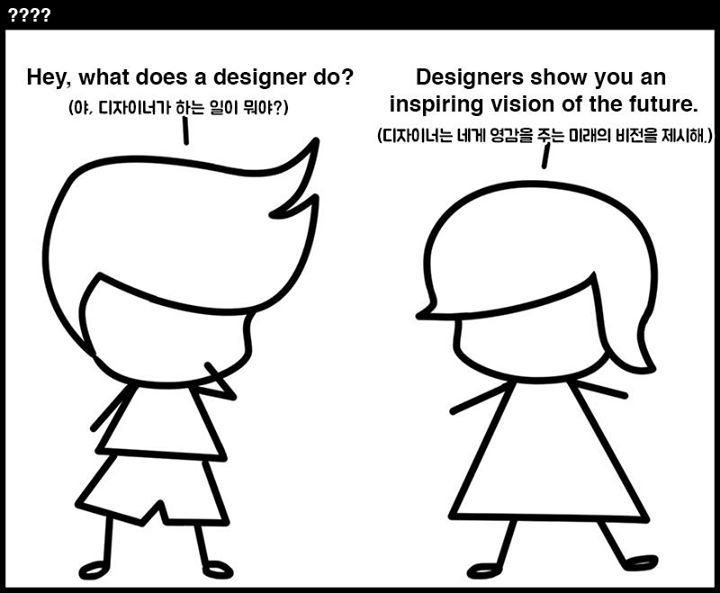 ????
Hey, what does a designer do?
(야, 디자이너가 하는 일이 뭐야?)
Designers show you an
inspiring vision of the future.
(디자이너는 네게 영감을 주는 미래의 비전을 제시해.)